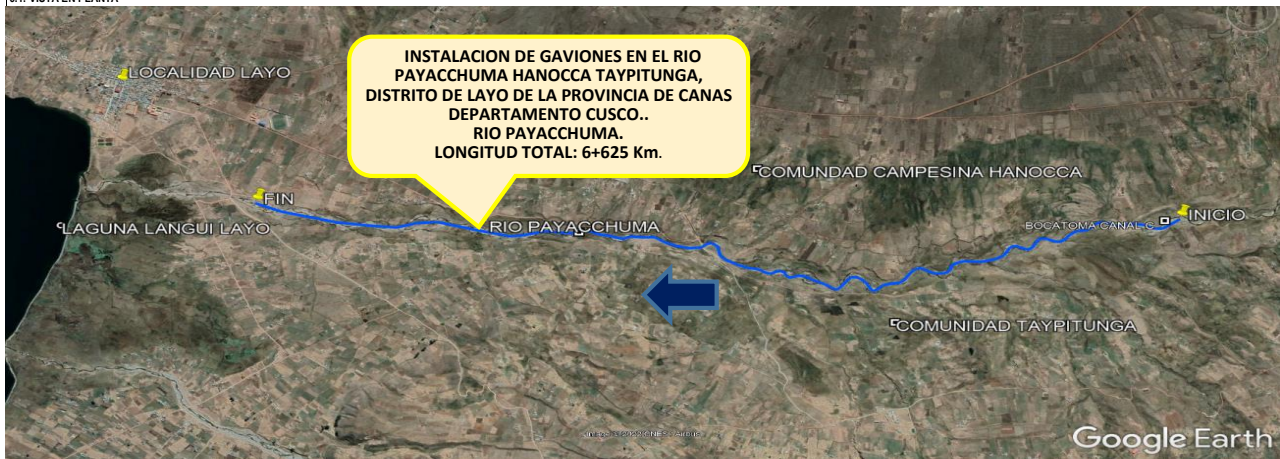 LOCALIDAD LAYO
INSTALACION DE GAVIONES EN EL RIO
PAYACCHUMA HANOCCA TAYPITUNGA,
DISTRITO DE LAYO DE LA PROVINCIA DE CANAS
DEPARTAMENTO CUSCO..
RIO PAYACCHUMA.
LONGITUD TOTAL: 6+625 Km.
COMUNIDAD CAMPESINA HANOCCA
FIN
INICIO
LAGUNA LANGUI LAYO
RIO PAYACCHUMA
BOCATOMA CANAL C
COMUNIDAD TAYPITUNGA
Google Earth